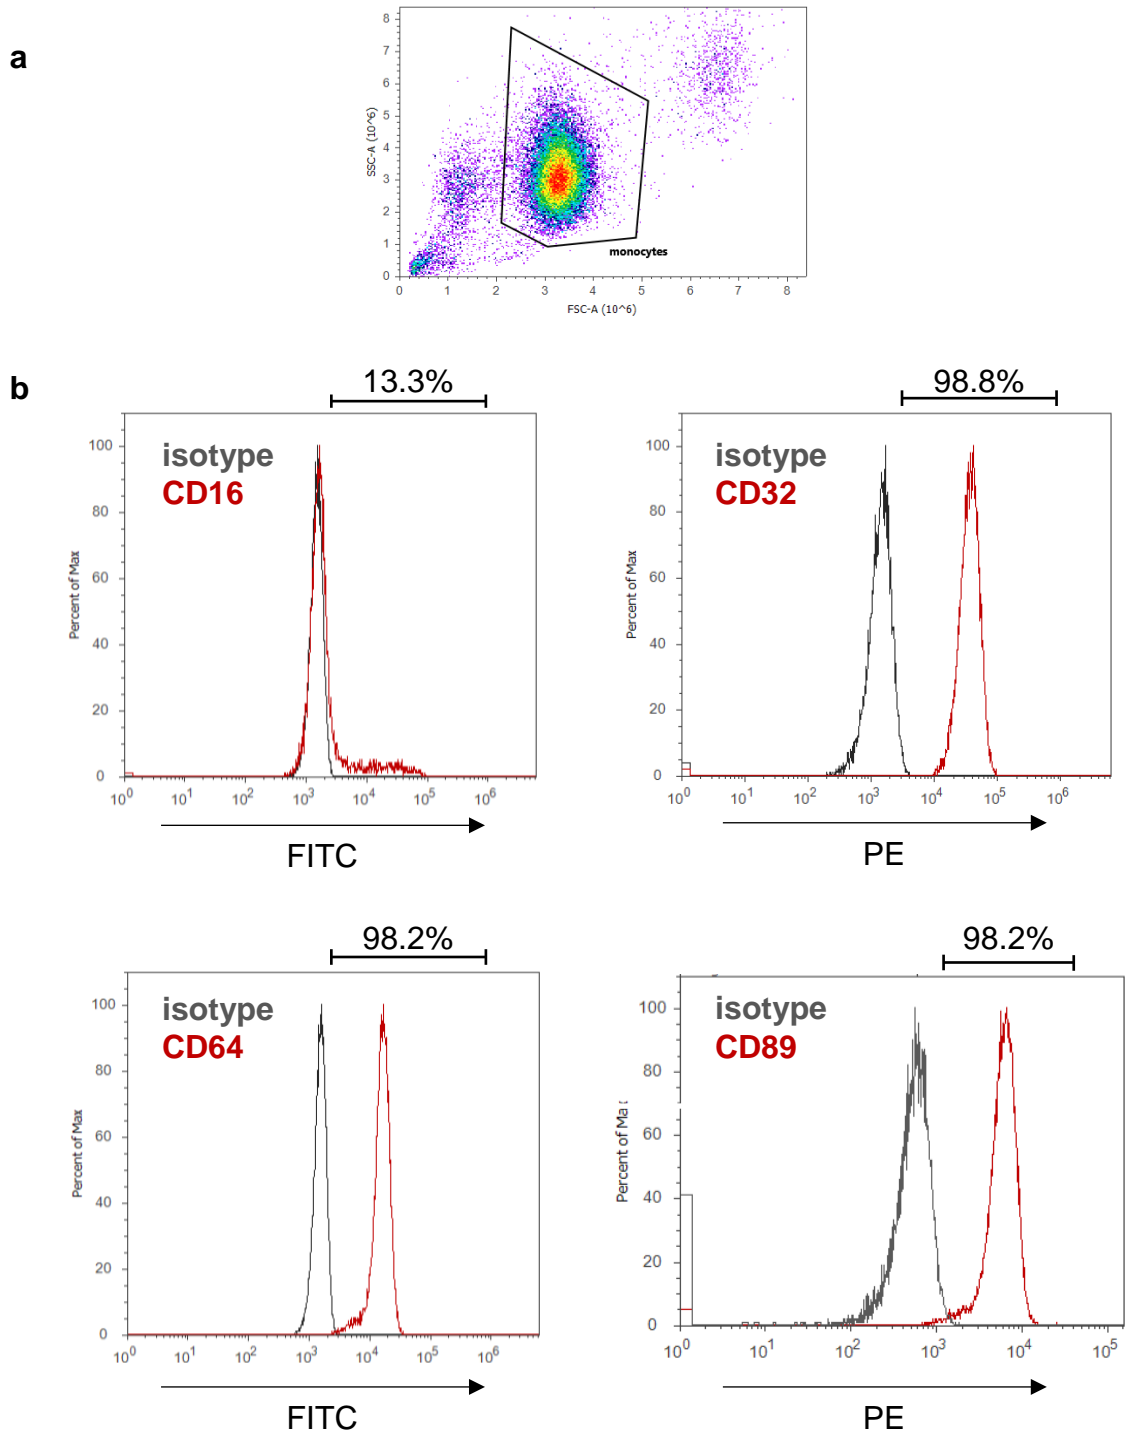 a
8
7
6
5
4
3
2
1
0
SSC-A (10^6)
monocytes
0 1 2 3 4 5 6 7 8
FSC-A (10^6)
b
13.3%
isotype
CD16
100
80
60
40
20
0
Percent of Max
10^0 10^1 10^2 10^3 10^4 10^5 10^6
FITC
98.8%
isotype
CD32
100
80
60
40
20
0
Percent of Max
10^0 10^1 10^2 10^3 10^4 10^5 10^6
PE
98.2%
isotype
CD64
100
80
60
40
20
0
Percent of Max
10^0 10^1 10^2 10^3 10^4 10^5 10^6
FITC
98.2%
isotype
CD89
100
80
60
40
20
0
Percent of Ma
10^0 10^1 10^2 10^3 10^4 10^5
PE